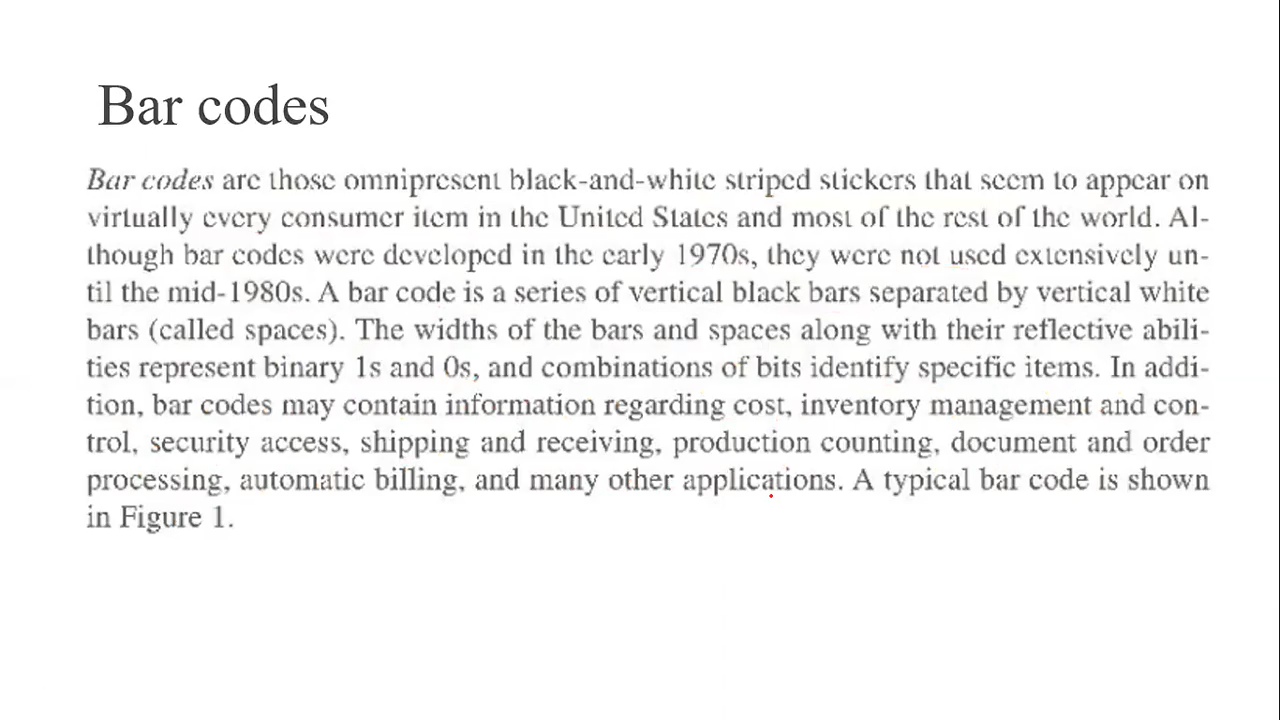 Bar codes
Bar codes are those omnipresent black-and-white striped stickers that seem to appear on
virtually every consumer item in the United States and most of the rest of the world. Al-
though bar codes were developed in the early 1970s, they were not used extensively un-
til the mid-1980s. A bar code is a series of vertical black bars separated by vertical white
bars (called spaces). The widths of the bars and spaces along with their reflective abili-
ties represent binary 1s and 0s, and combinations of bits identify specific items. In addi-
tion, bar codes may contain information regarding cost, inventory management and con-
trol, security access, shipping and receiving, production counting, document and order
processing, automatic billing, and many other applications. A typical bar code is shown
in Figure 1.